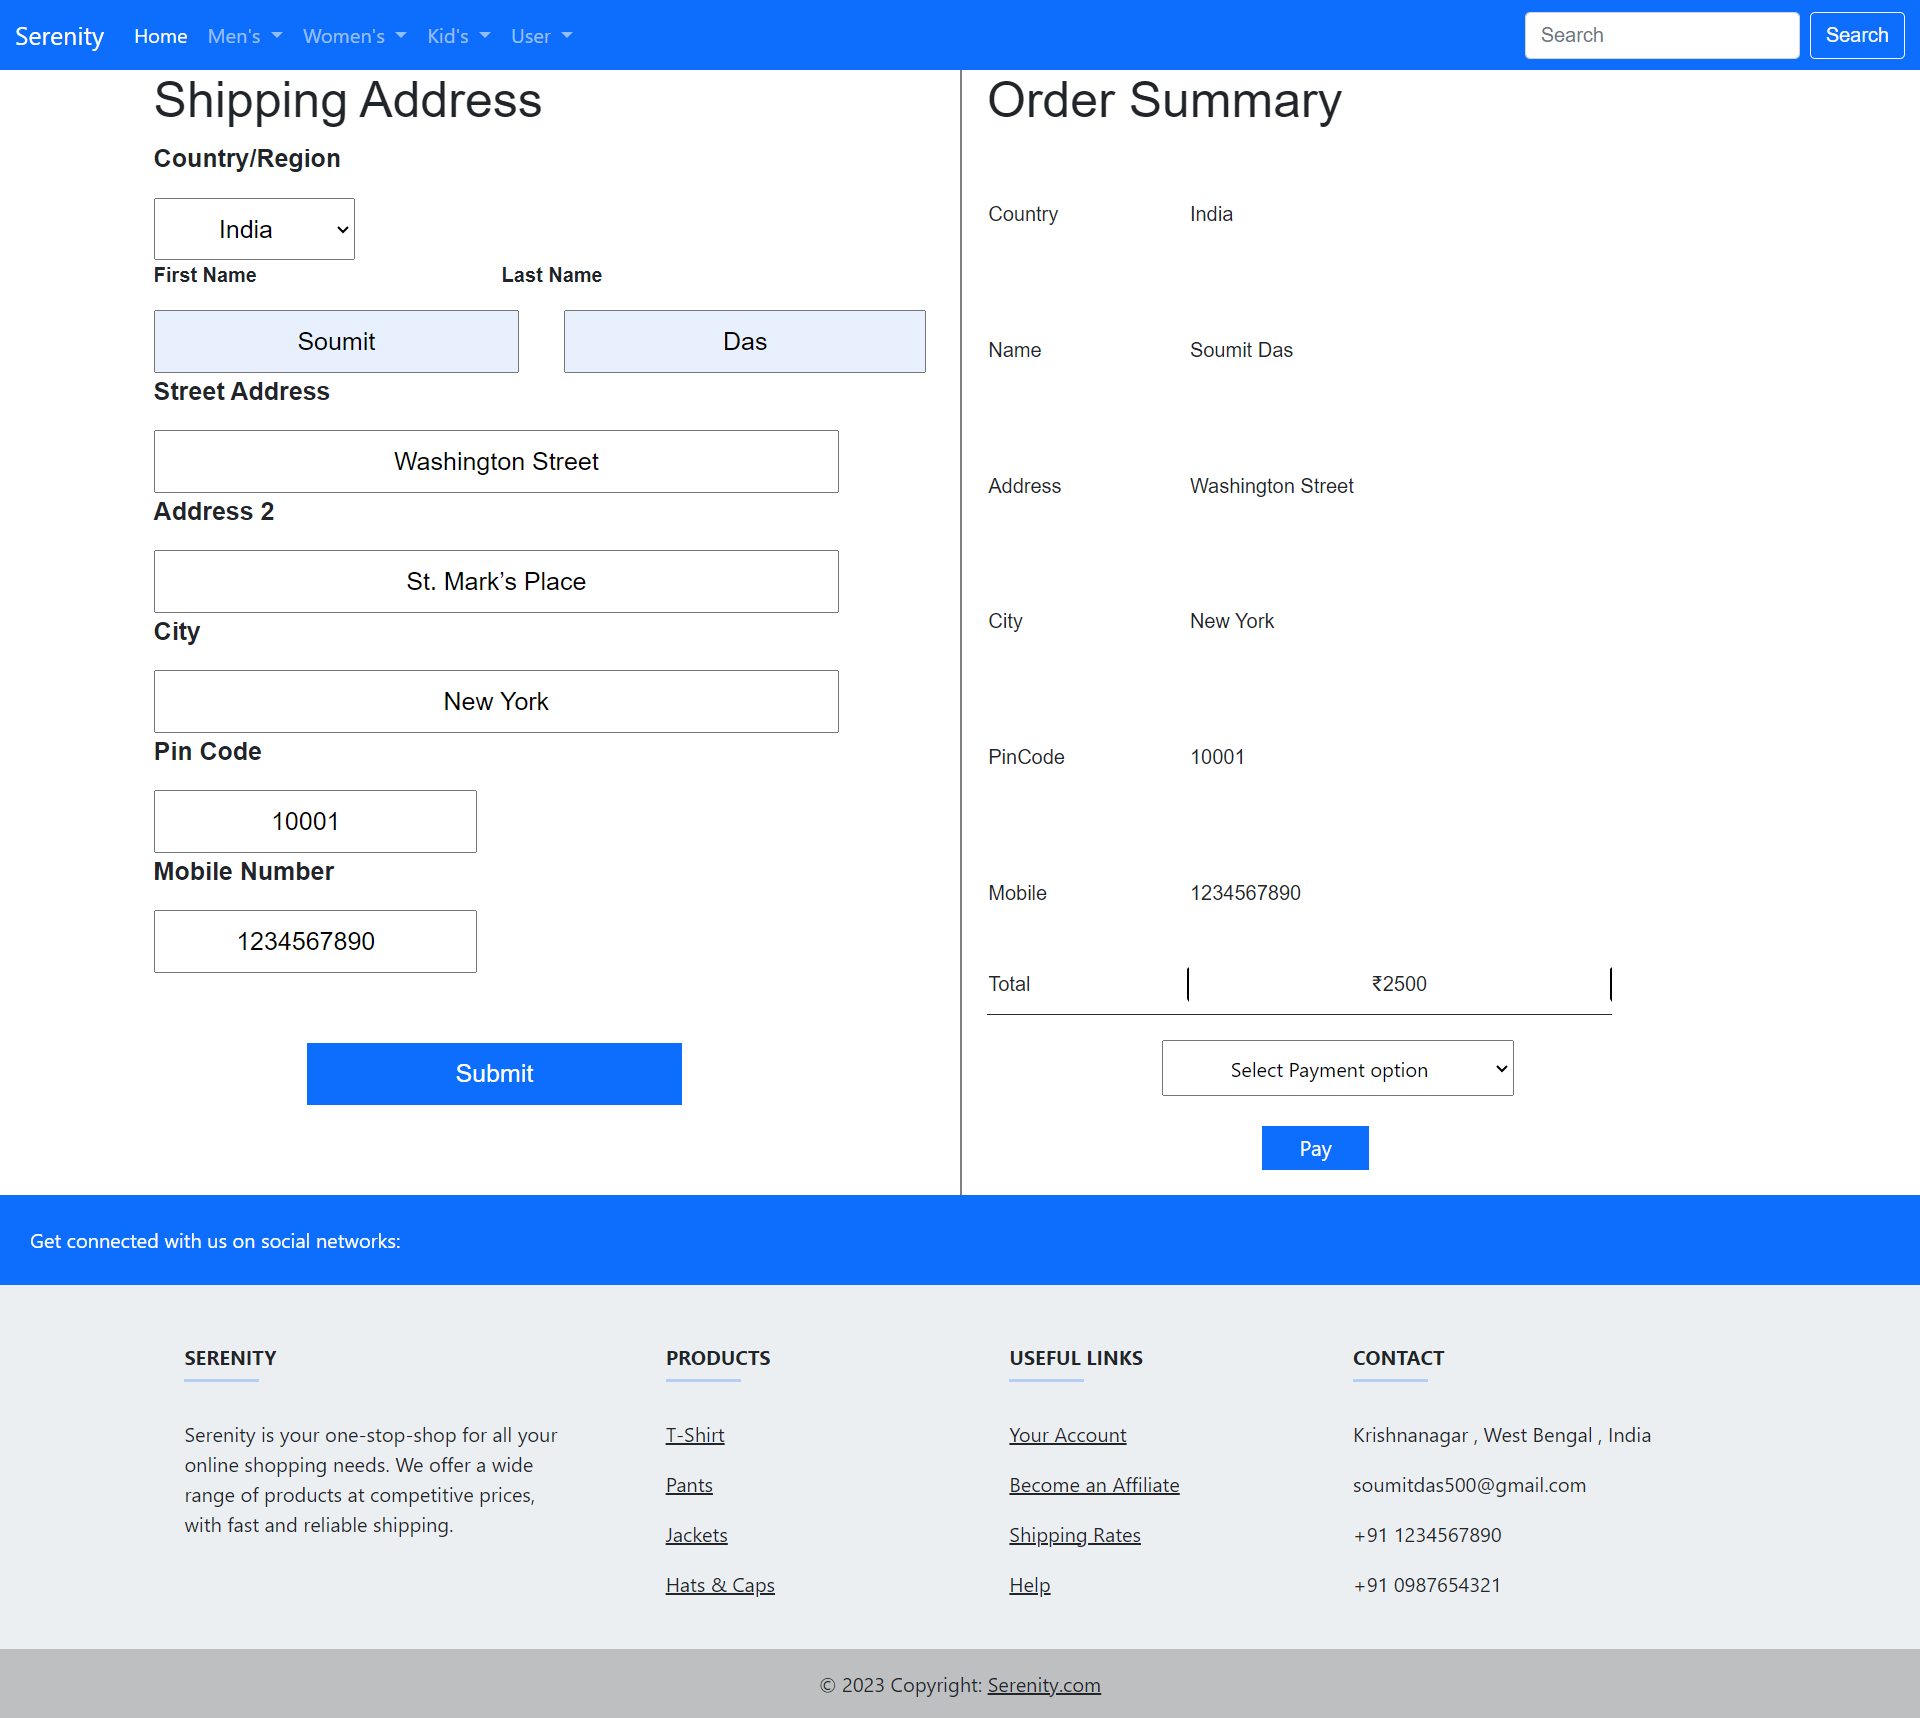 Serenity Home Men's Women's Kid's User Search Search
Shipping Address
Country/Region
India
First Name Last Name
Soumit Das
Street Address
Washington Street
Address 2
St. Mark’s Place
City
New York
Pin Code
10001
Mobile Number
1234567890
Submit
Order Summary
Country India
Name Soumit Das
Address Washington Street
City New York
PinCode 10001
Mobile 1234567890
Total ₹2500
Select Payment option
Pay
Get connected with us on social networks:
SERENITY
Serenity is your one-stop-shop for all your
online shopping needs. We offer a wide
range of products at competitive prices,
with fast and reliable shipping.
PRODUCTS
T-Shirt
Pants
Jackets
Hats & Caps
USEFUL LINKS
Your Account
Become an Affiliate
Shipping Rates
Help
CONTACT
Krishnanagar , West Bengal , India
soumitdas500@gmail.com
+91 1234567890
+91 0987654321
© 2023 Copyright: Serenity.com